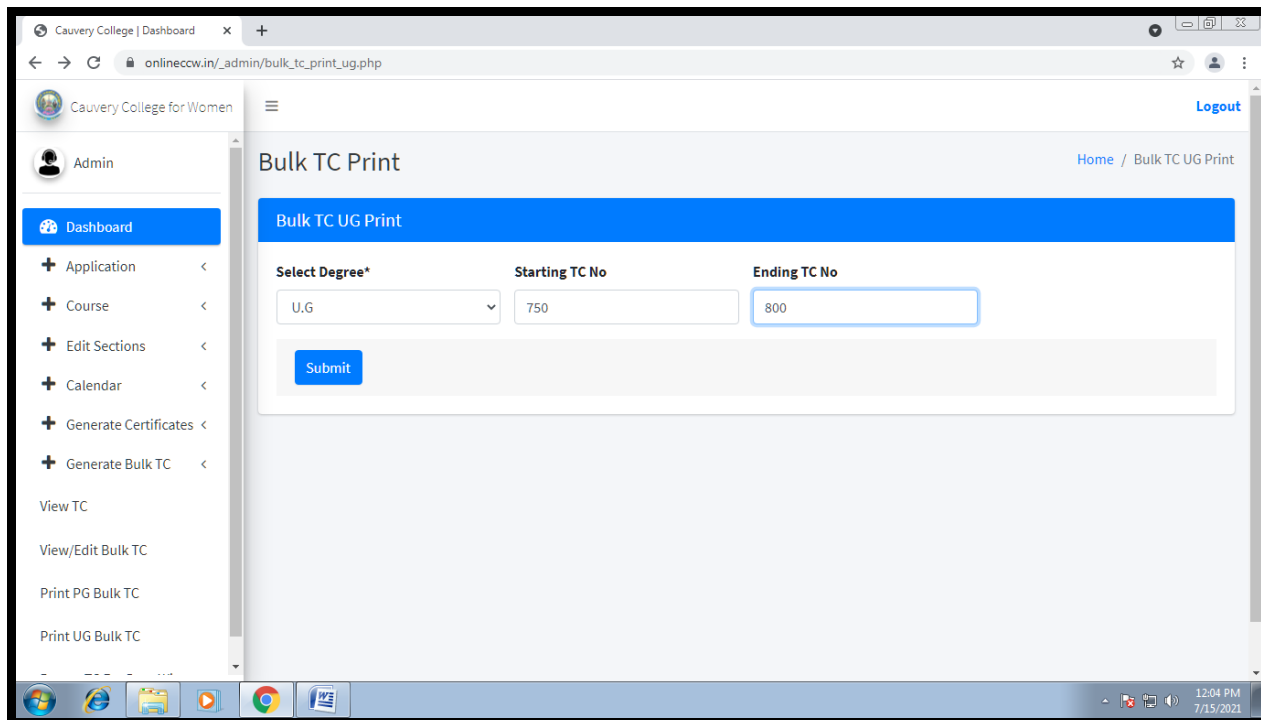 Cauvery College | Dashboard
onlineccw.in/_admin/bulk_tc_print_ug.php
Cauvery College for Women
Logout
Admin
Bulk TC Print
Home / Bulk TC UG Print
Dashboard
Bulk TC UG Print
Application
Select Degree*
Starting TC No
Ending TC No
Course
U.G
750
800
Edit Sections
Submit
Calendar
Generate Certificates
Generate Bulk TC
View TC
View/Edit Bulk TC
Print PG Bulk TC
Print UG Bulk TC
12:04 PM
7/15/2021